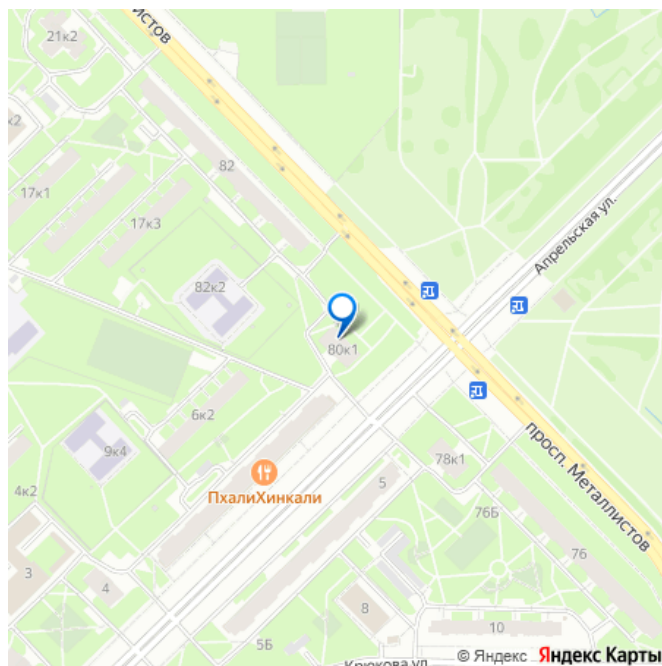 21к2
истов
к2
82
17к1
17к3
Апрельская ул.
82к2
80к1
6к2
9к4
78к1
просп. Металлистов
4к2
ПхалиХинкали
5
76Б
76
3
4
8
10
5Б
Крюкова ул.
© Яндекс Яндекс Карты